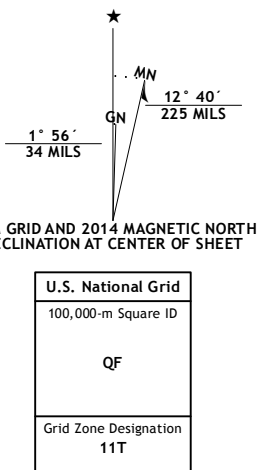 ★
MN
GN
12° 40´
225 MILS
1° 56´
34 MILS
GRID AND 2014 MAGNETIC NORTH
ECLINATION AT CENTER OF SHEET
U.S. National Grid
100,000-m Square ID
QF
Grid Zone Designation
11T